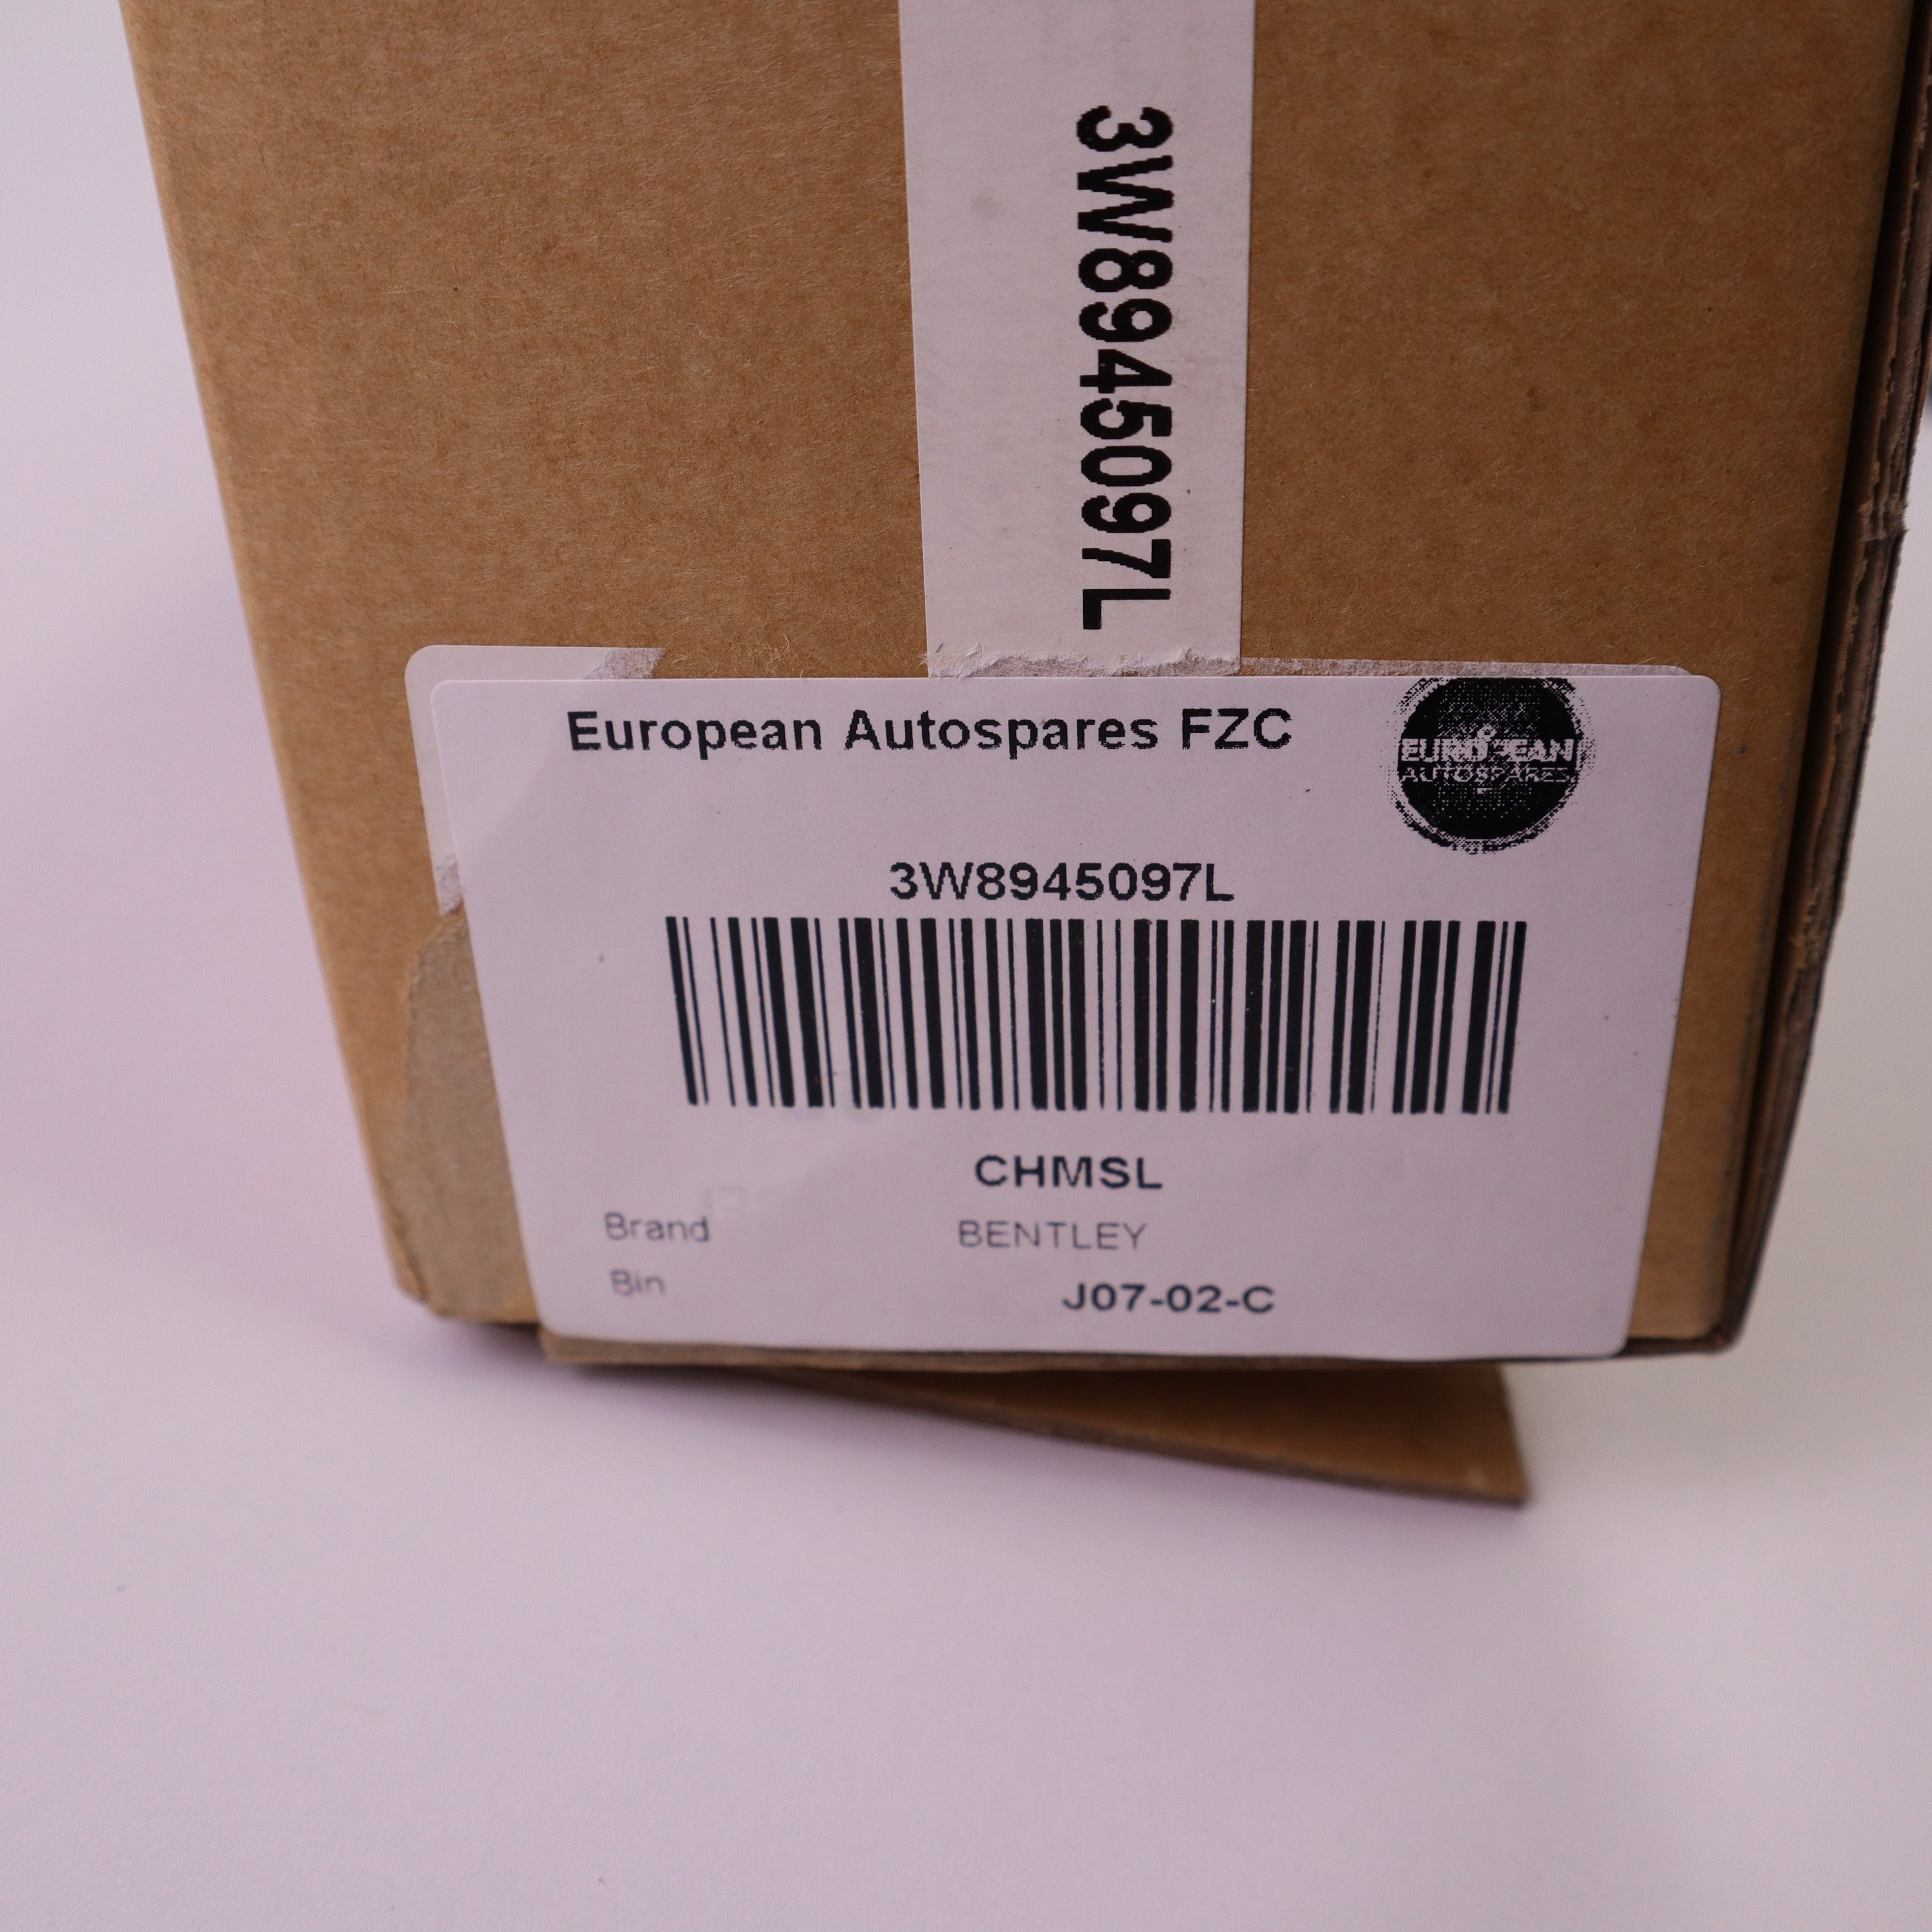 3W8945097L
European Autospares FZC
EUROPEAN
AUTOSPARES
3W8945097L
CHMSL
Brand BENTLEY
Bin J07-02-C